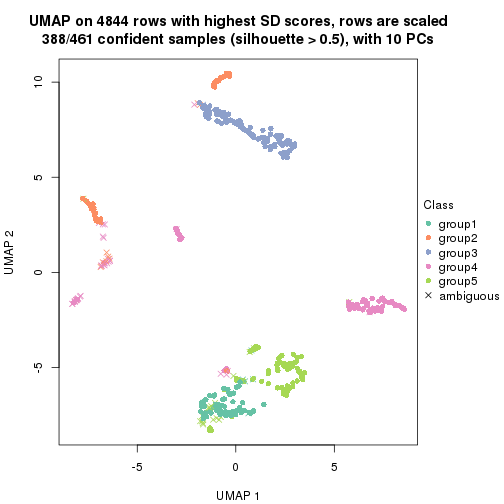 UMAP on 4844 rows with highest SD scores, rows are scaled
388/461 confident samples (silhouette > 0.5), with 10 PCs
10
5
0
-5
UMAP 2
-5
0
5
UMAP 1
Class
group1
group2
group3
group4
group5
ambiguous